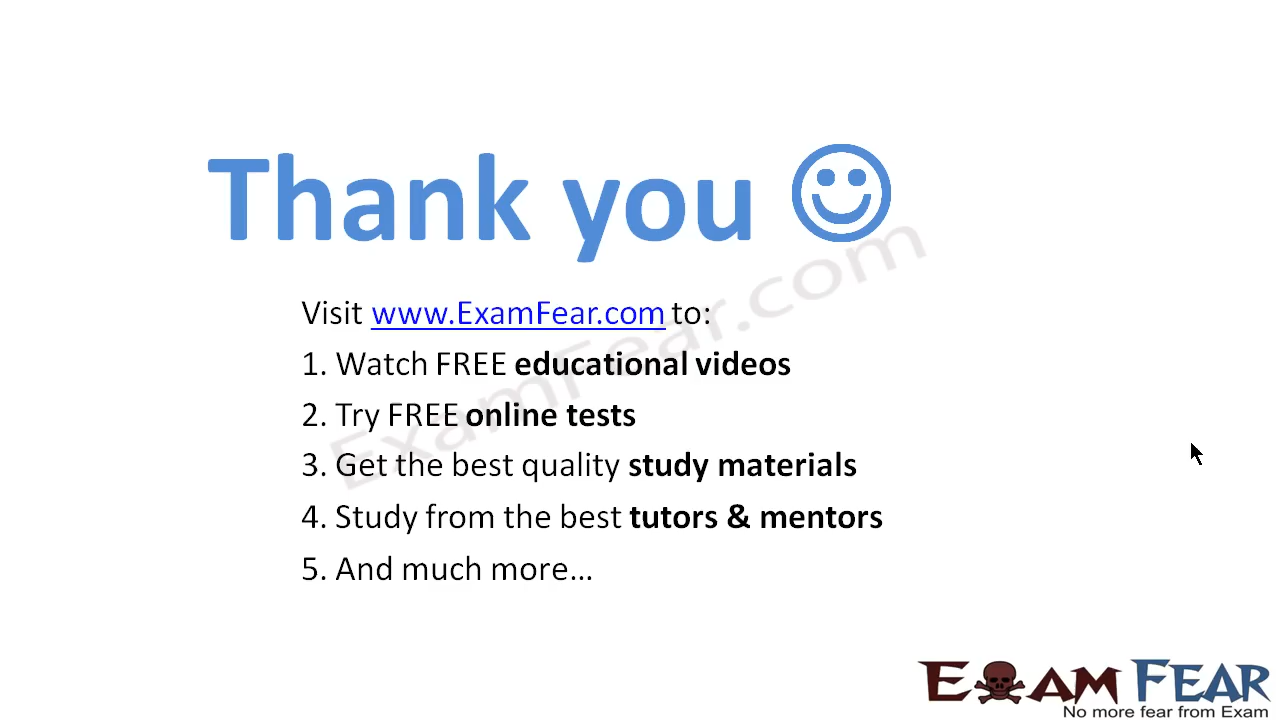 Thank you
Visit www.ExamFear.com to:
1. Watch FREE educational videos
2. Try FREE online tests
3. Get the best quality study materials
4. Study from the best tutors & mentors
5. And much more…
ExamFear.com
EXAM FEAR
No more fear from Exam